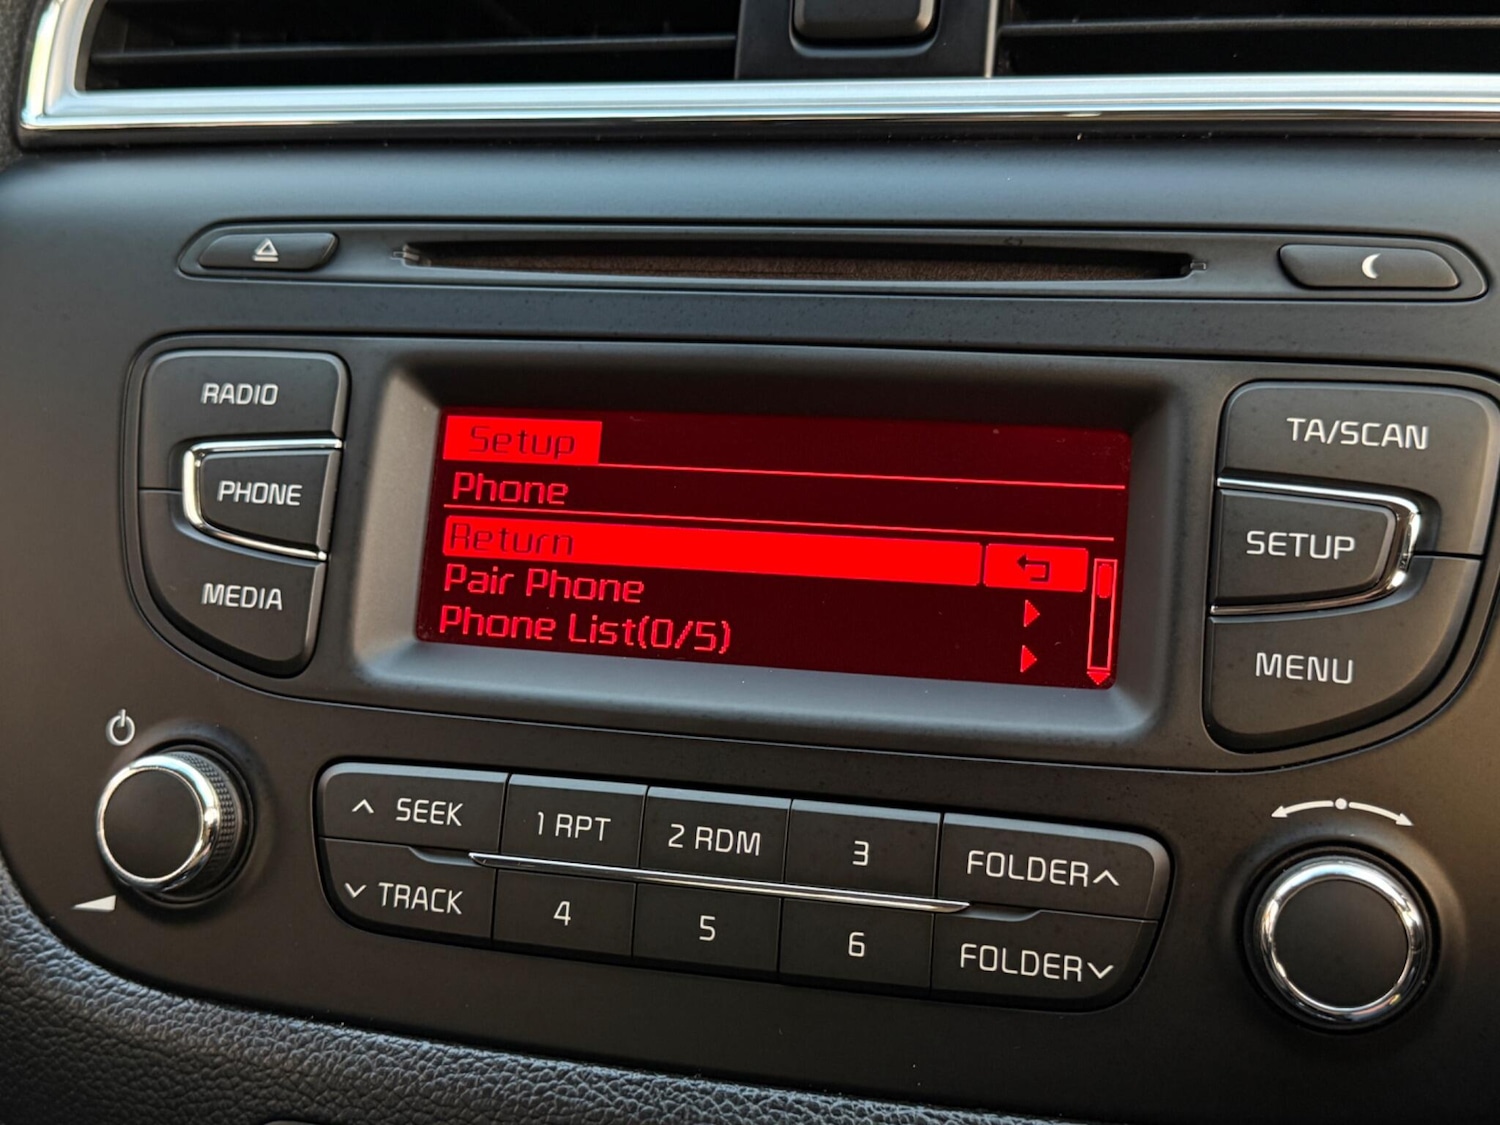 RADIO
PHONE
MEDIA
Setup
Phone
Return
Pair Phone
Phone List(0/5)
TA/SCAN
SETUP
MENU
SEEK
1 RPT
2 RDM
3
FOLDER
TRACK
4
5
6
FOLDER